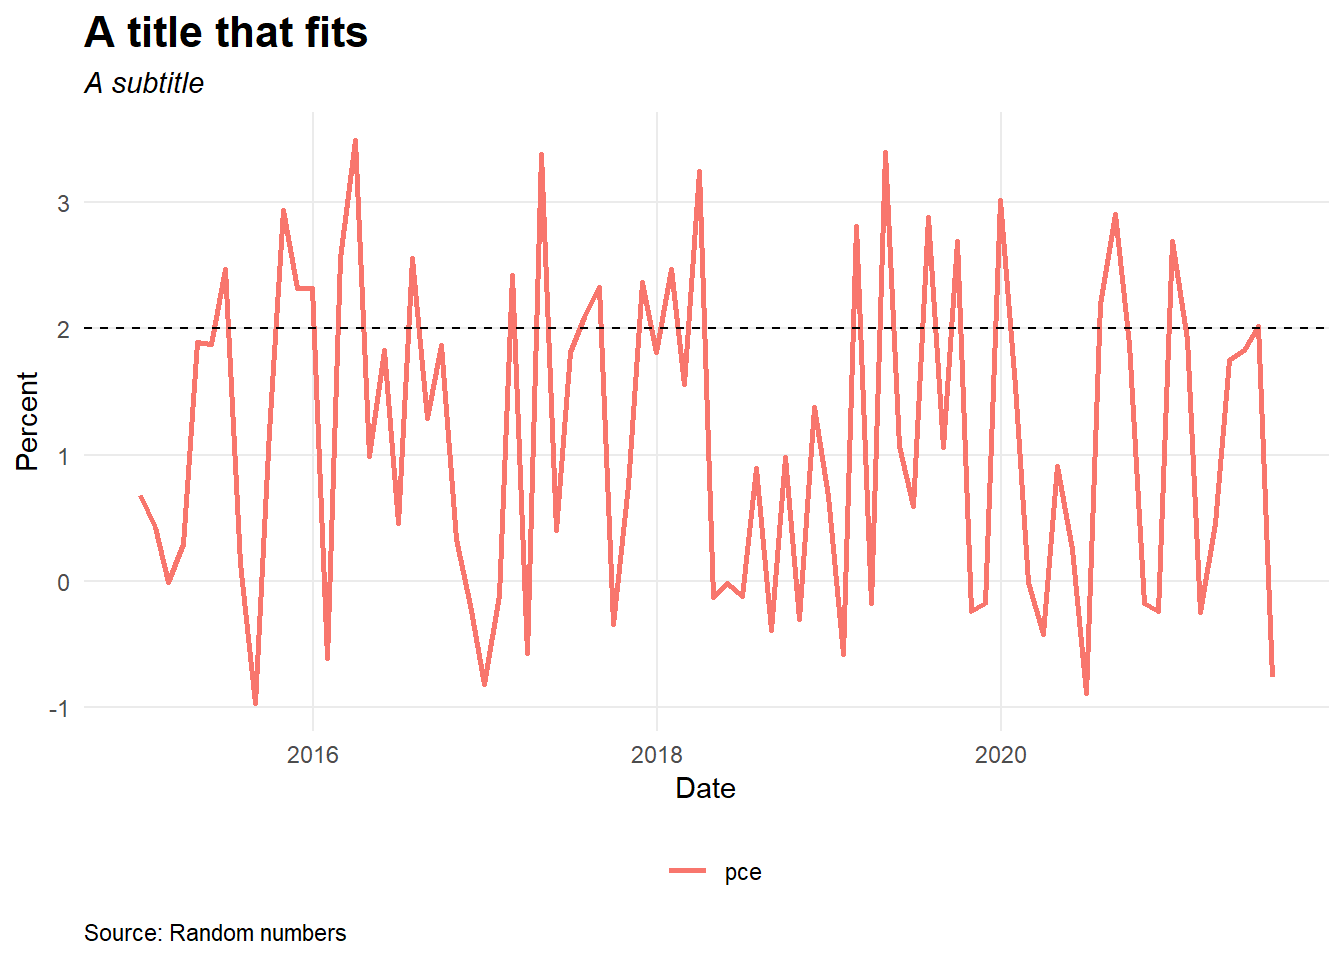 A title that fits
A subtitle
3
2
1
0
-1
Percent
2016 2018 2020
Date
pce
Source: Random numbers